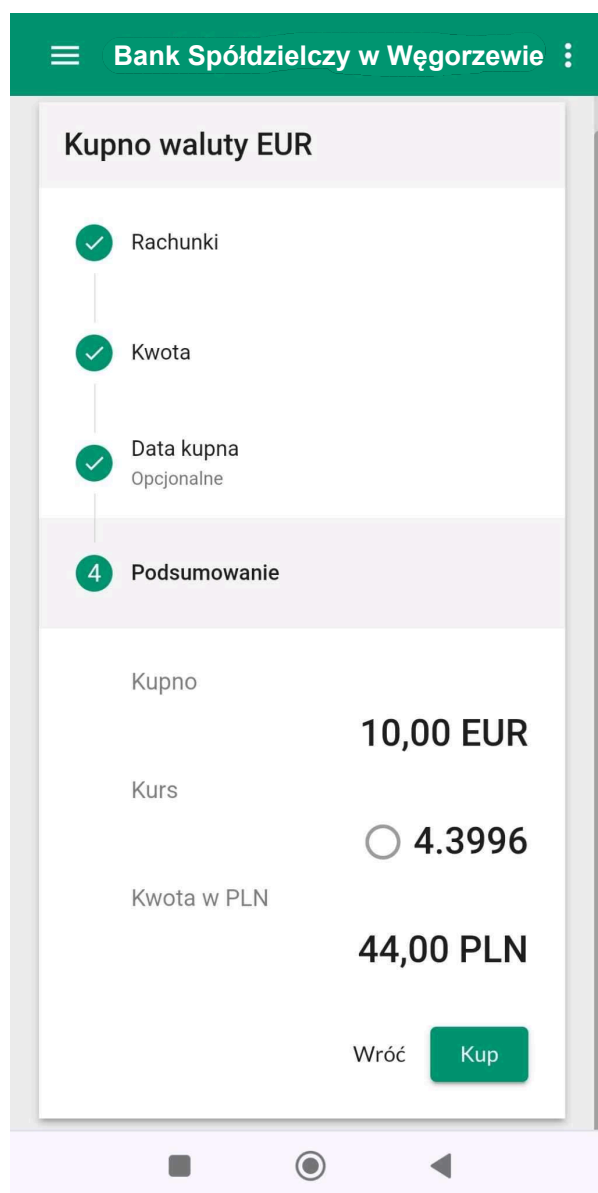 Bank Spółdzielczy w Węgorzewie
Kupno waluty EUR
Rachunki
Kwota
Data kupna
Opcjonalne
4 Podsumowanie
Kupno
10,00 EUR
Kurs
4.3996
Kwota w PLN
44,00 PLN
Wróć Kup